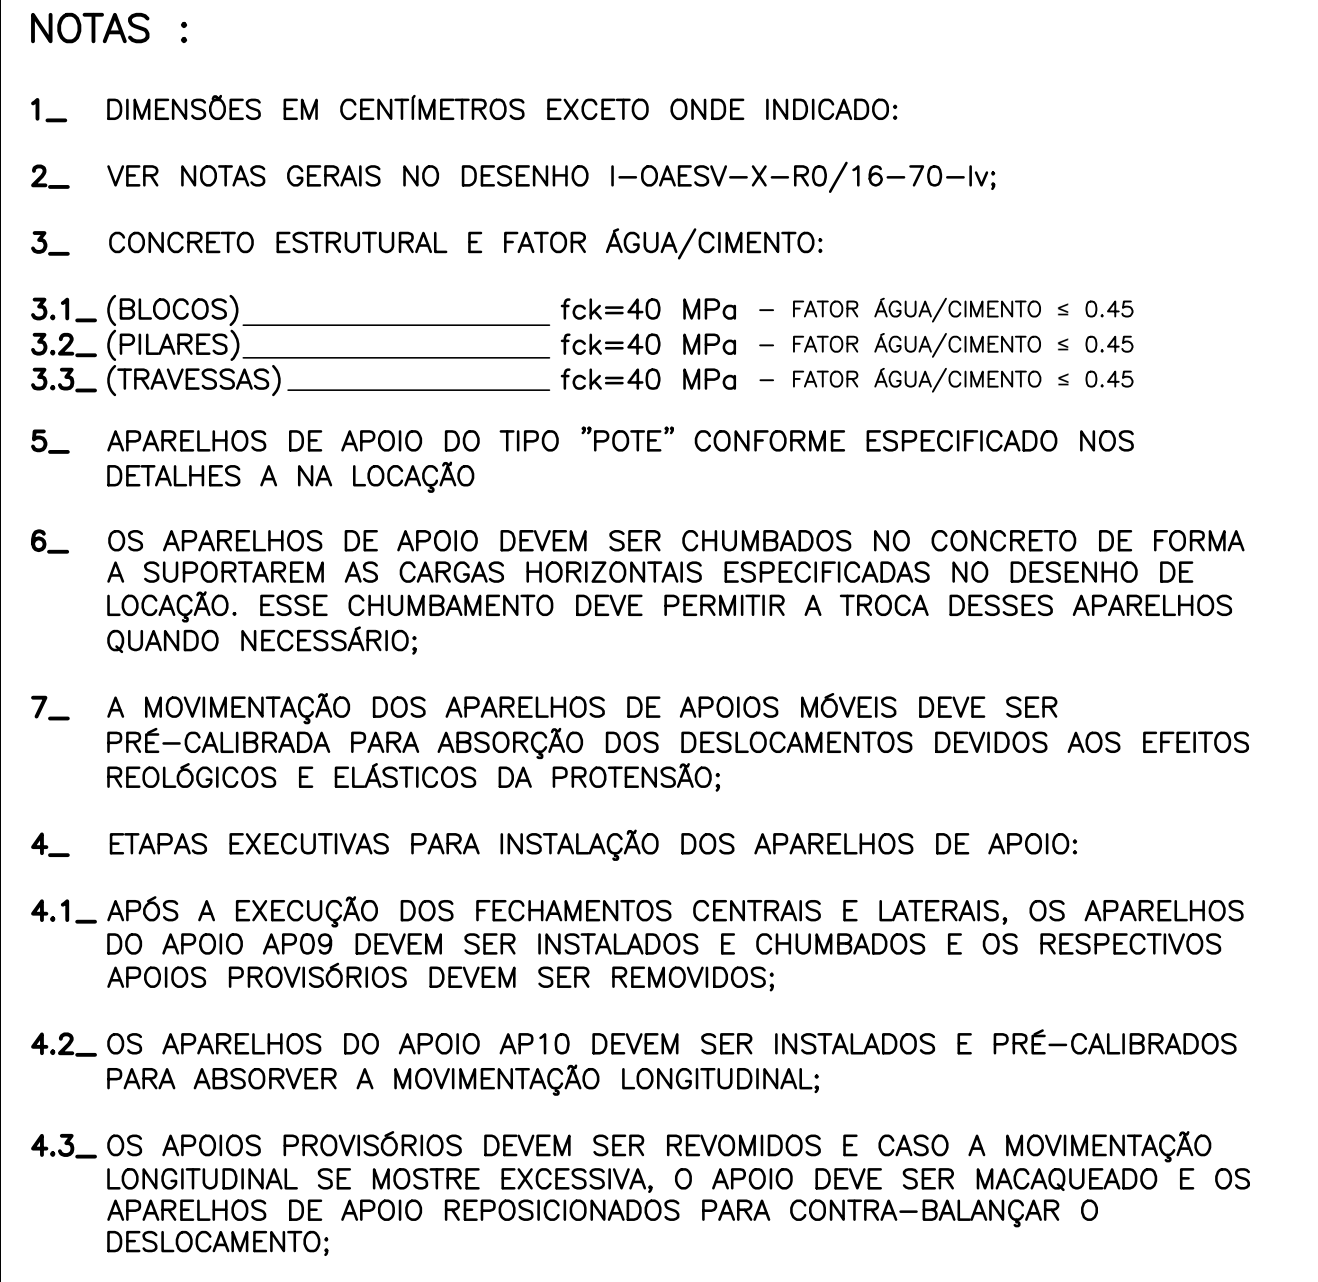 NOTAS :
1_ DIMENSÕES EM CENTÍMETROS EXCETO ONDE INDICADO:
2_ VER NOTAS GERAIS NO DESENHO I-OAESV-X-R0/16-70-Iv;
3_ CONCRETO ESTRUTURAL E FATOR ÁGUA/CIMENTO:
3.1_ (BLOCOS)______________________ fck=40 MPa - FATOR ÁGUA/CIMENTO ≤ 0.45
3.2_ (PILARES)______________________ fck=40 MPa - FATOR ÁGUA/CIMENTO ≤ 0.45
3.3_ (TRAVESSAS)___________________ fck=40 MPa - FATOR ÁGUA/CIMENTO ≤ 0.45
5_ APARELHOS DE APOIO DO TIPO "POTE" CONFORME ESPECIFICADO NOS
DETALHES A NA LOCAÇÃO
6_ OS APARELHOS DE APOIO DEVEM SER CHUMBADOS NO CONCRETO DE FORMA
A SUPORTAREM AS CARGAS HORIZONTAIS ESPECIFICADAS NO DESENHO DE
LOCAÇÃO. ESSE CHUMBAMENTO DEVE PERMITIR A TROCA DESSES APARELHOS
QUANDO NECESSÁRIO;
7_ A MOVIMENTAÇÃO DOS APARELHOS DE APOIOS MÓVEIS DEVE SER
PRÉ-CALIBRADA PARA ABSORÇÃO DOS DESLOCAMENTOS DEVIDOS AOS EFEITOS
REOLÓGICOS E ELÁSTICOS DA PROTENSÃO;
4_ ETAPAS EXECUTIVAS PARA INSTALAÇÃO DOS APARELHOS DE APOIO:
4.1_ APÓS A EXECUÇÃO DOS FECHAMENTOS CENTRAIS E LATERAIS, OS APARELHOS
DO APOIO AP09 DEVEM SER INSTALADOS E CHUMBADOS E OS RESPECTIVOS
APOIOS PROVISÓRIOS DEVEM SER REMOVIDOS;
4.2_ OS APARELHOS DO APOIO AP10 DEVEM SER INSTALADOS E PRÉ-CALIBRADOS
PARA ABSORVER A MOVIMENTAÇÃO LONGITUDINAL;
4.3_ OS APOIOS PROVISÓRIOS DEVEM SER REVOMIDOS E CASO A MOVIMENTAÇÃO
LONGITUDINAL SE MOSTRE EXCESSIVA, O APOIO DEVE SER MACAQUEADO E OS
APARELHOS DE APOIO REPOSICIONADOS PARA CONTRA-BALANÇAR O
DESLOCAMENTO;